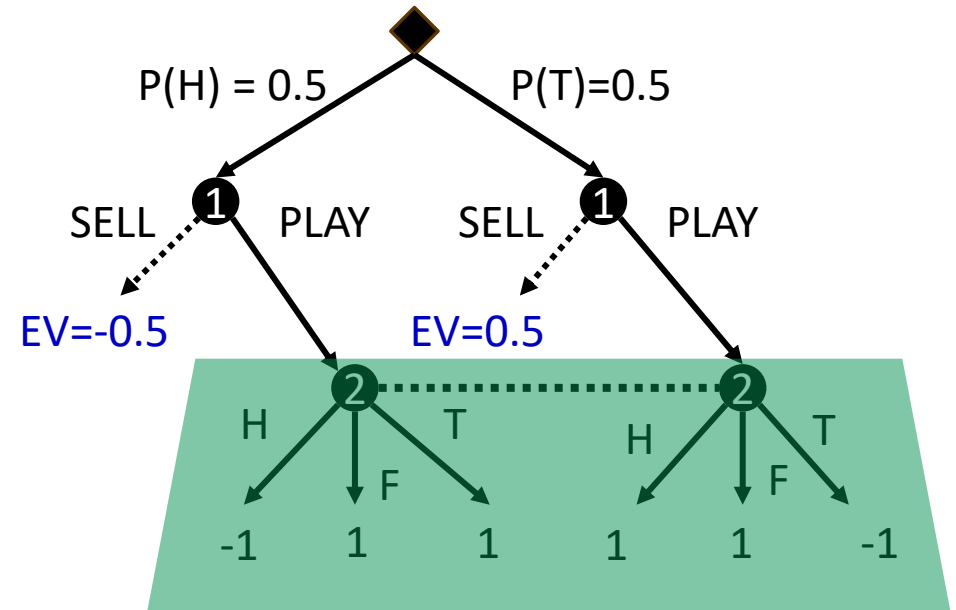 P(H) = 0.5
P(T)=0.5
1
1
SELL
PLAY
SELL
PLAY
EV=-0.5
EV=0.5
2
2
H
T
H
T
F
F
-1
1
1
1
1
-1